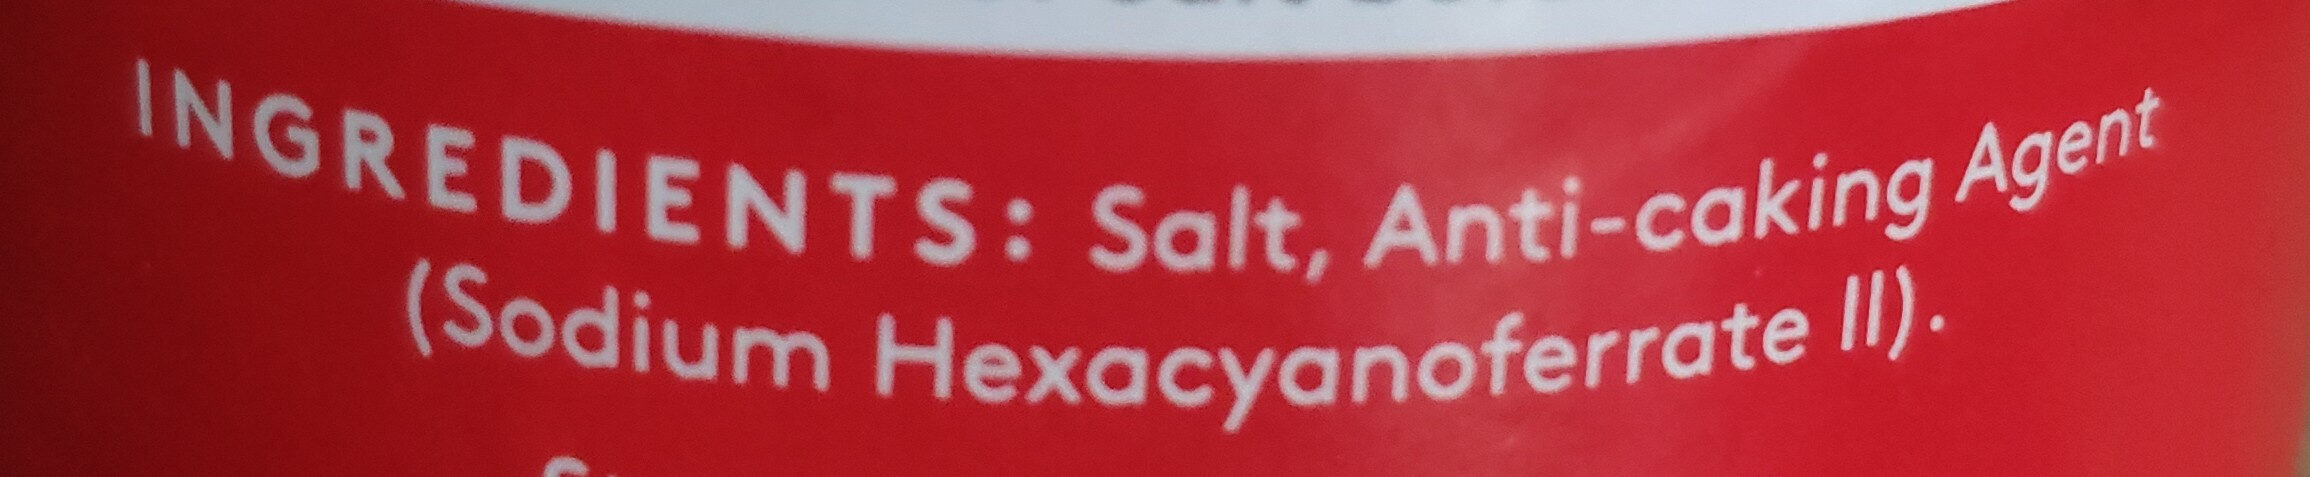 INGREDIENTS: Salt, Anti-caking Agent
(Sodium Hexacyanoferrate II).